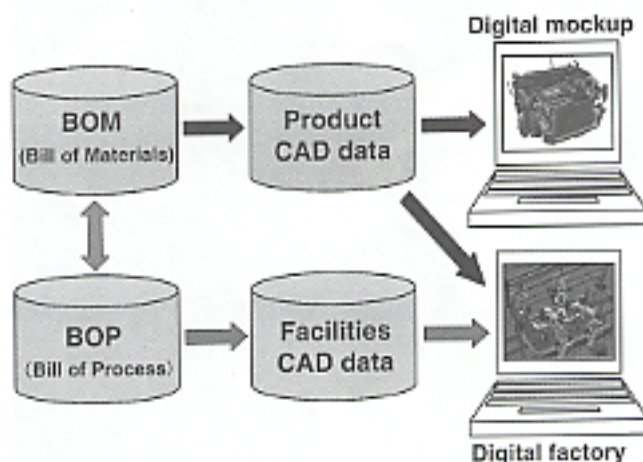 Digital mockup
BOM
(Bill of Materials)
Product
CAD data
BOP
(Bill of Process)
Facilities
CAD data
Digital factory